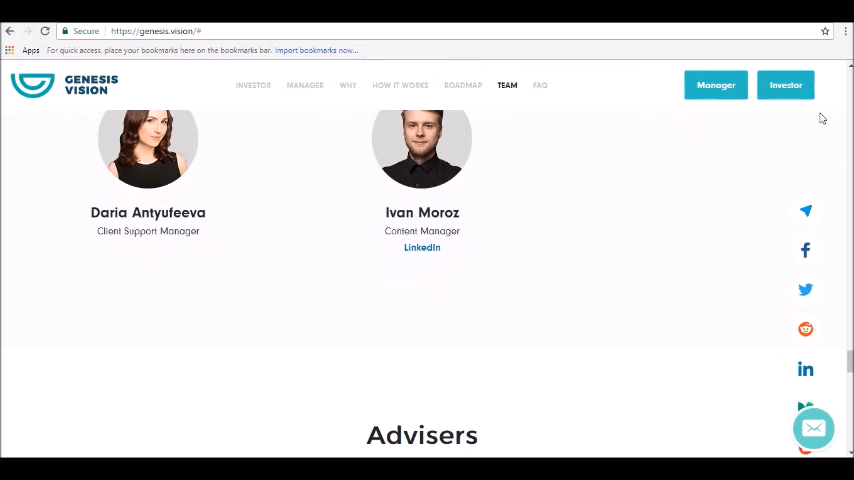 Secure https://genesis.vision/#
Apps For quick access, place your bookmarks here on the bookmarks bar. Import bookmarks now...
GENESIS
VISION
INVESTOR MANAGER WHY HOW IT WORKS ROADMAP TEAM FAQ
Manager Investor
Daria Antyufeeva Ivan Moroz
Client Support Manager Content Manager
LinkedIn
in
Advisers